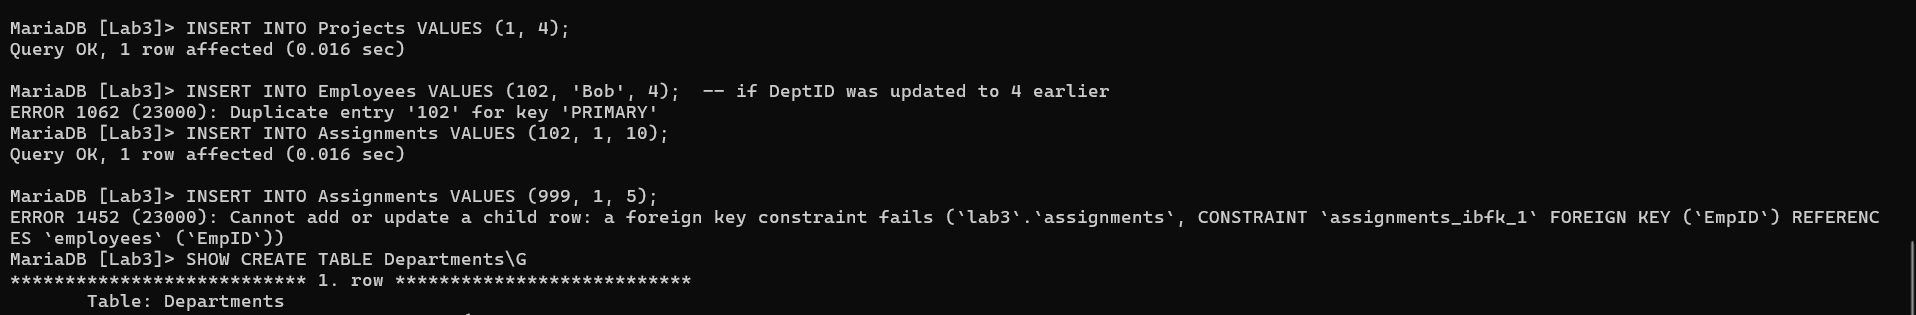 MariaDB [Lab3]> INSERT INTO Projects VALUES (1, 4);
Query OK, 1 row affected (0.016 sec)
MariaDB [Lab3]> INSERT INTO Employees VALUES (102, 'Bob', 4);  -- if DeptID was updated to 4 earlier
ERROR 1062 (23000): Duplicate entry '102' for key 'PRIMARY'
MariaDB [Lab3]> INSERT INTO Assignments VALUES (102, 1, 10);
Query OK, 1 row affected (0.016 sec)
MariaDB [Lab3]> INSERT INTO Assignments VALUES (999, 1, 5);
ERROR 1452 (23000): Cannot add or update a child row: a foreign key constraint fails (`lab3`.`assignments`, CONSTRAINT `assignments_ibfk_1` FOREIGN KEY (`EmpID`) REFERENC
ES `employees` (`EmpID`))
MariaDB [Lab3]> SHOW CREATE TABLE Departments\G
*************************** 1. row ***************************
       Table: Departments